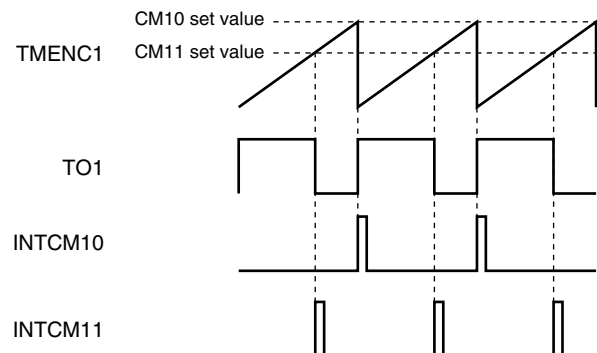 CM10 set value
CM11 set value
TMENC1
TO1
INTCM10
INTCM11